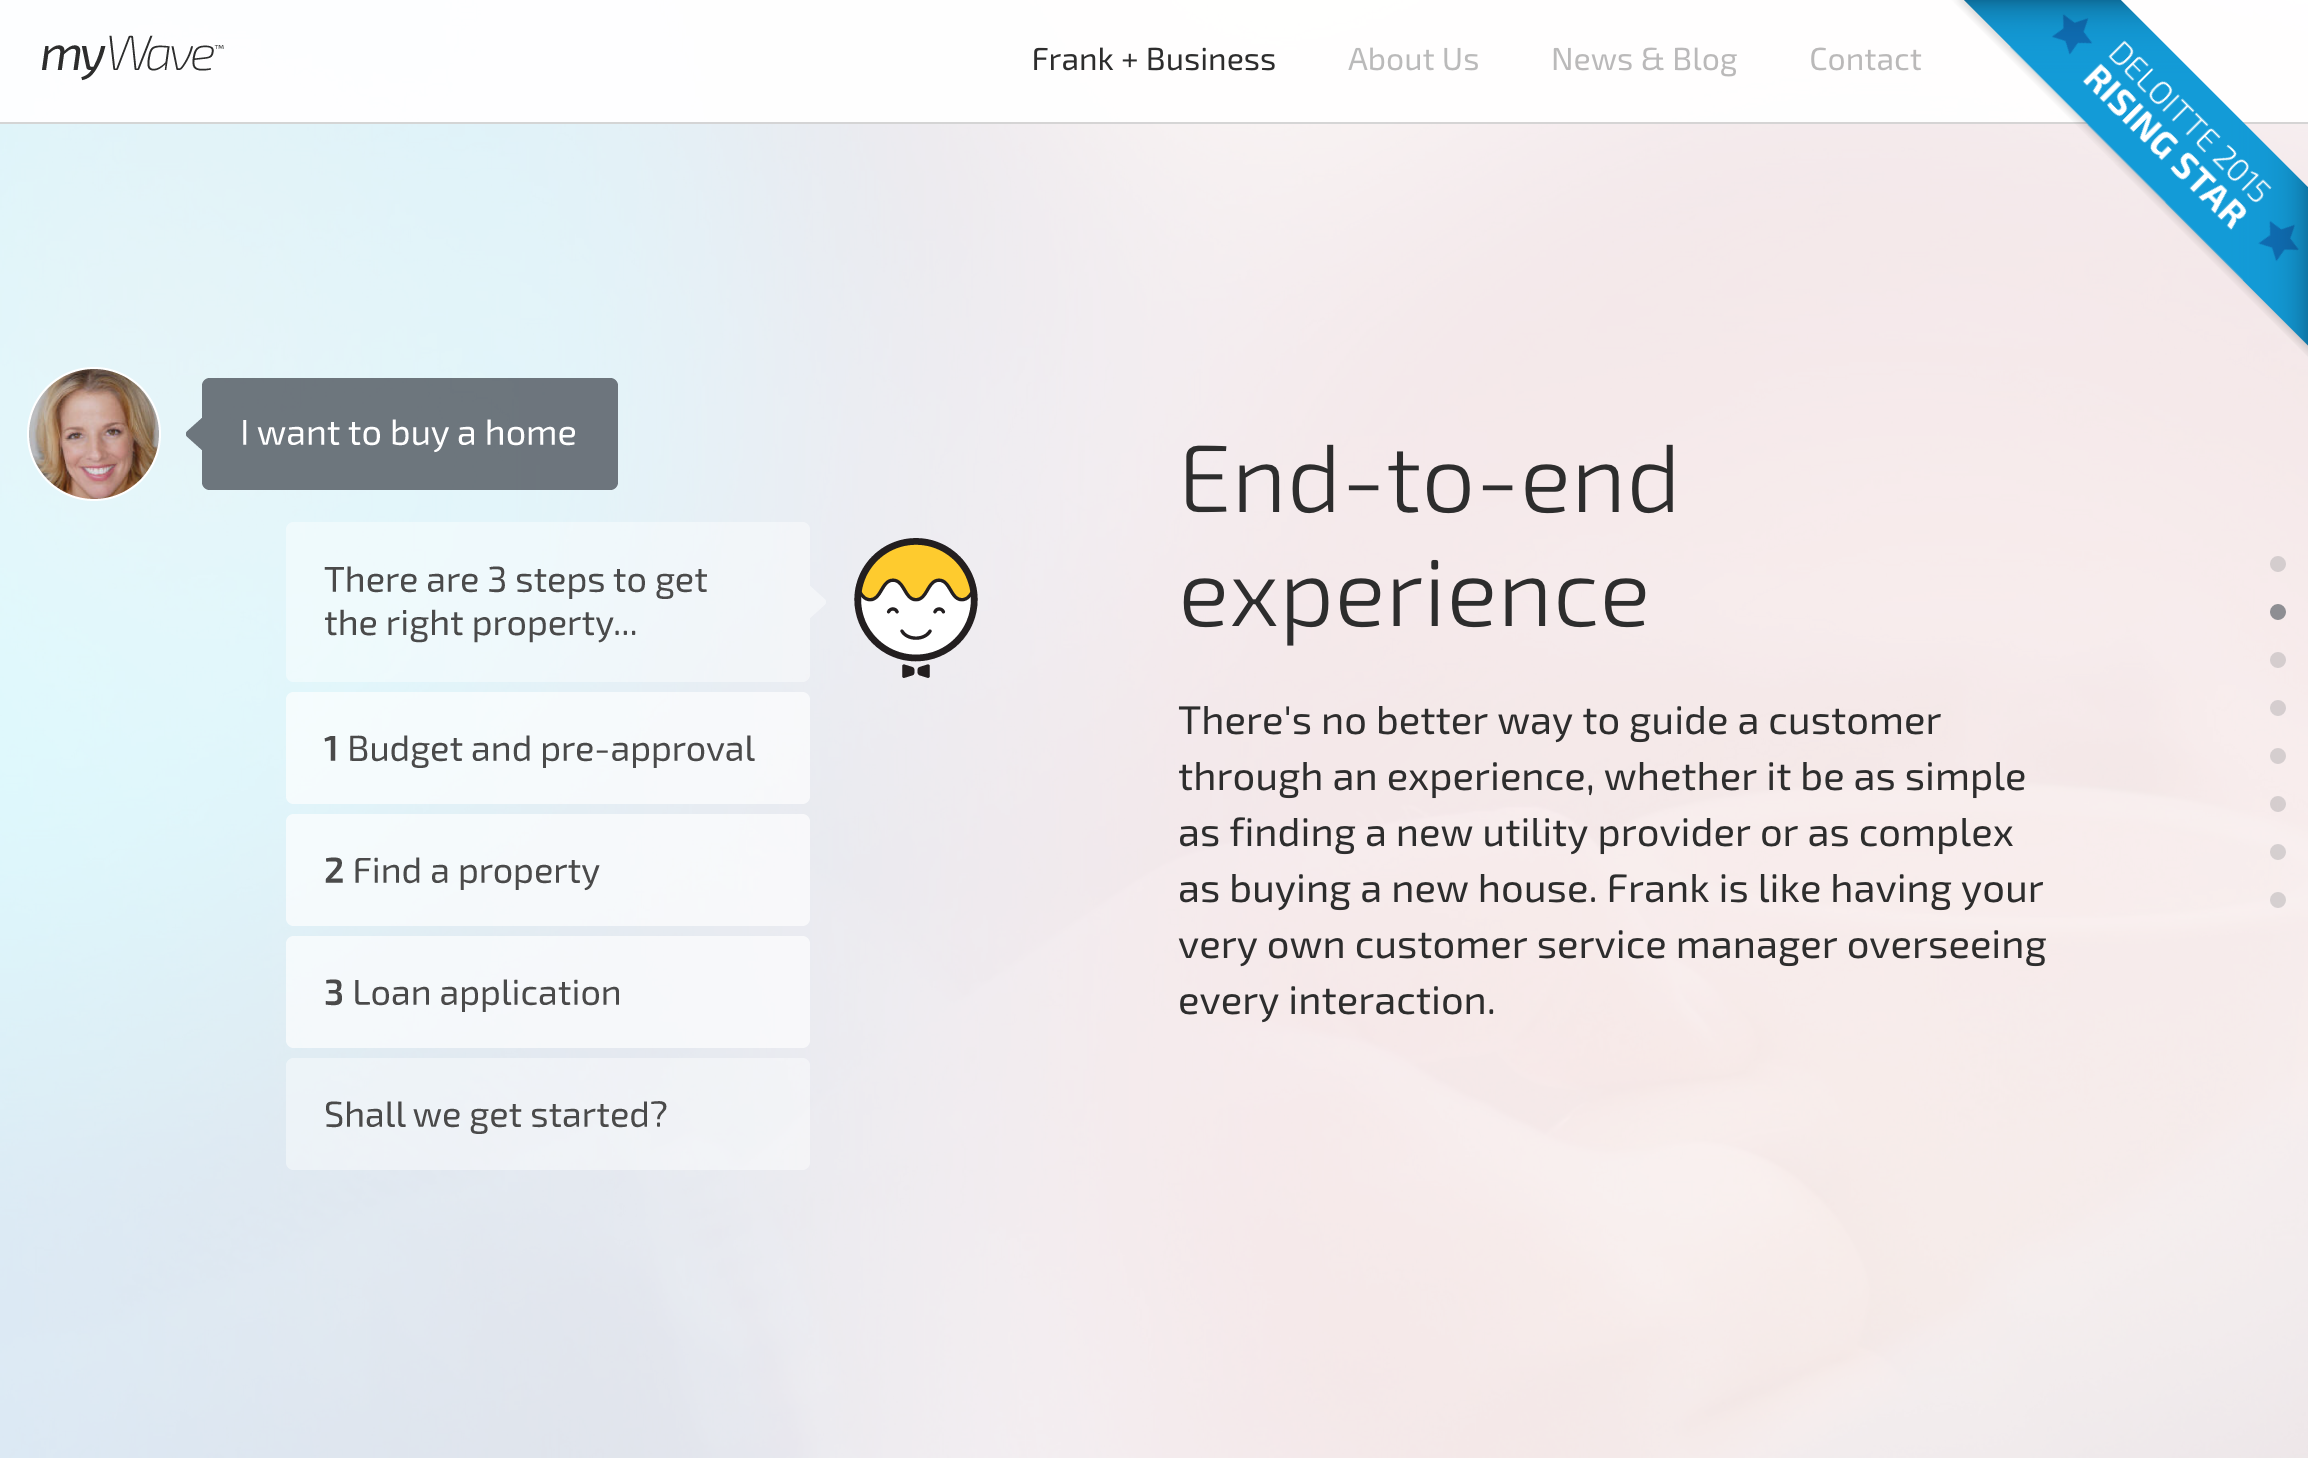 myWave™
Frank + Business
About Us
News & Blog
Contact
DELOITTE 2015
RISING STAR
I want to buy a home
There are 3 steps to get
the right property...
1 Budget and pre-approval
2 Find a property
3 Loan application
Shall we get started?
End-to-end
experience
There's no better way to guide a customer
through an experience, whether it be as simple
as finding a new utility provider or as complex
as buying a new house. Frank is like having your
very own customer service manager overseeing
every interaction.